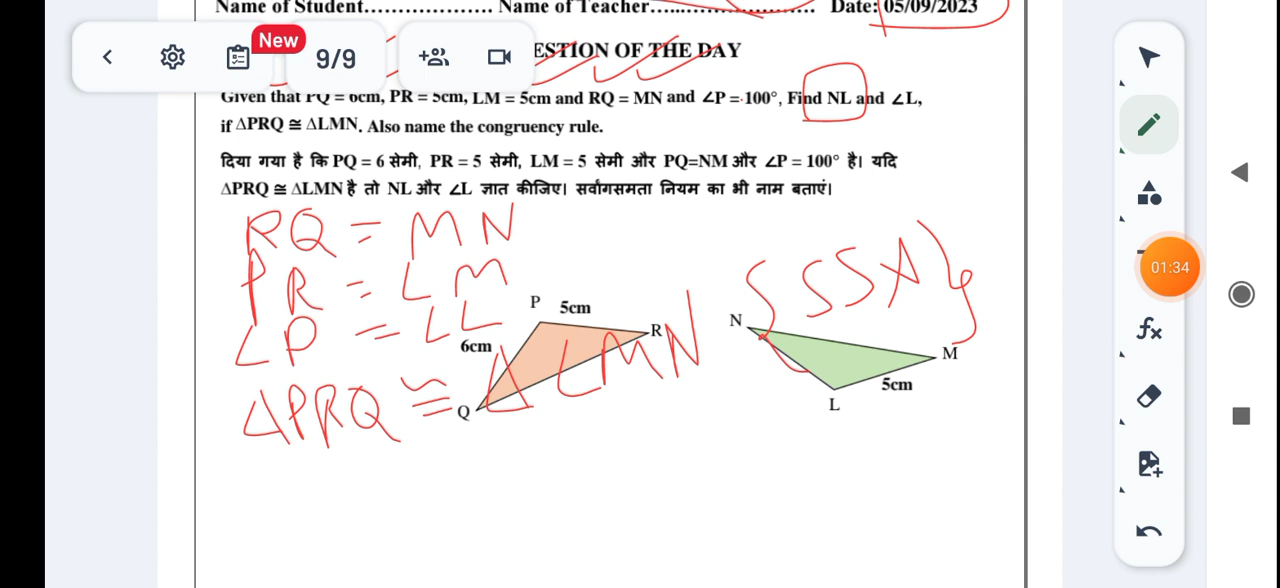 Name of Student.................. Name of Teacher........................ Date: 05/09/2023
New
9/9
ESTION OF THE DAY
Given that PQ = 6cm, PR = 5cm, LM = 5cm and RQ = MN and ∠P = 100°, Find NL and ∠L,
if ΔPRQ ≅ ΔLMN. Also name the congruency rule.
दिया गया है कि PQ = 6 सेमी, PR = 5 सेमी, LM = 5 सेमी और PQ=NM और ∠P = 100° है। यदि
ΔPRQ ≅ ΔLMN है तो NL और ∠L ज्ञात कीजिए। सर्वांगसमता नियम का भी नाम बताएं।
RQ = MN
PR = LM
∠P = ∠L
ΔPRQ ≅ ΔLMN
P 5cm
R
6cm
Q
N
M
5cm
L
01:34
fx